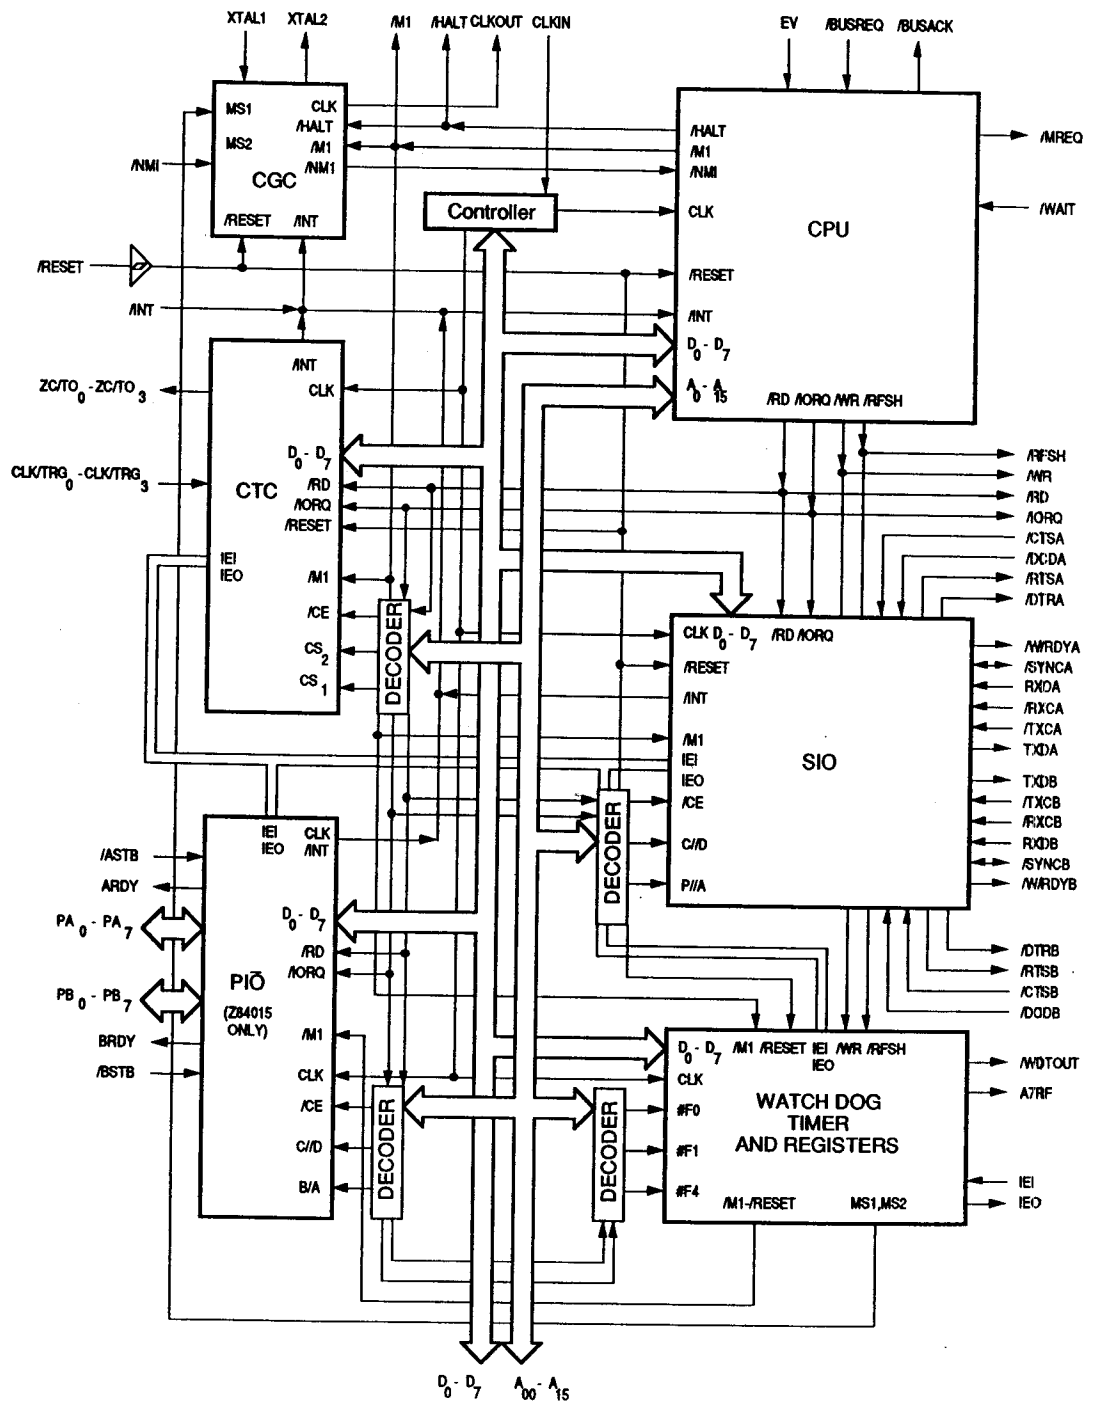 XTAL1 XTAL2 /M1 /HALT CLKOUT CLKIN EV /BUSREQ /BUSACK
MS1
MS2
CGC
CLK
/HALT
/M1
/NM1
/RESET /INT
/NMI
/RESET
/INT
Controller
/HALT
/M1
/NMI
CLK
CPU
/RESET
/INT
D0 - D7
A0 - A15
/RD /IORQ /WR /RFSH
/MREQ
/WAIT
/INT
CLK
D0 - D7
/RD
/IORQ
/RESET
CTC
IEI
IEO
/M1
/CE
CS2
CS1
ZC/TO0 - ZC/TO3
CLK/TRG0 - CLK/TRG3
DECODER
/RFSH
/WR
/RD
/IORQ
/CTSA
/DCDA
/RTSA
/DTRA
CLK D0 - D7 /RD /IORQ
/RESET
/INT
/M1
IEI
IEO
/CE
C//D
P//A
SIO
DECODER
/W/RDYA
/SYNCA
RXDA
/RXCA
/TXCA
TXDA
TXDB
/TXCB
/RXCB
RXDB
/SYNCB
/W/RDYB
/DTRB
/RTSB
/CTSB
/DCDB
IEI
IEO
CLK
/INT
D0 - D7
/RD
/IORQ
PIO
(Z84015
ONLY)
/M1
CLK
/CE
C//D
B/A
/ASTB
ARDY
PA0 - PA7
PB0 - PB7
BRDY
/BSTB
DECODER
DECODER
D0 - D7 /M1 /RESET IEI /WR /RFSH
IEO
CLK
#F0
#F1
#F4
WATCH DOG
TIMER
AND REGISTERS
/M1-/RESET MS1,MS2
/WDTOUT
A7RF
IEI
IEO
D0 - D7 A00 - A15